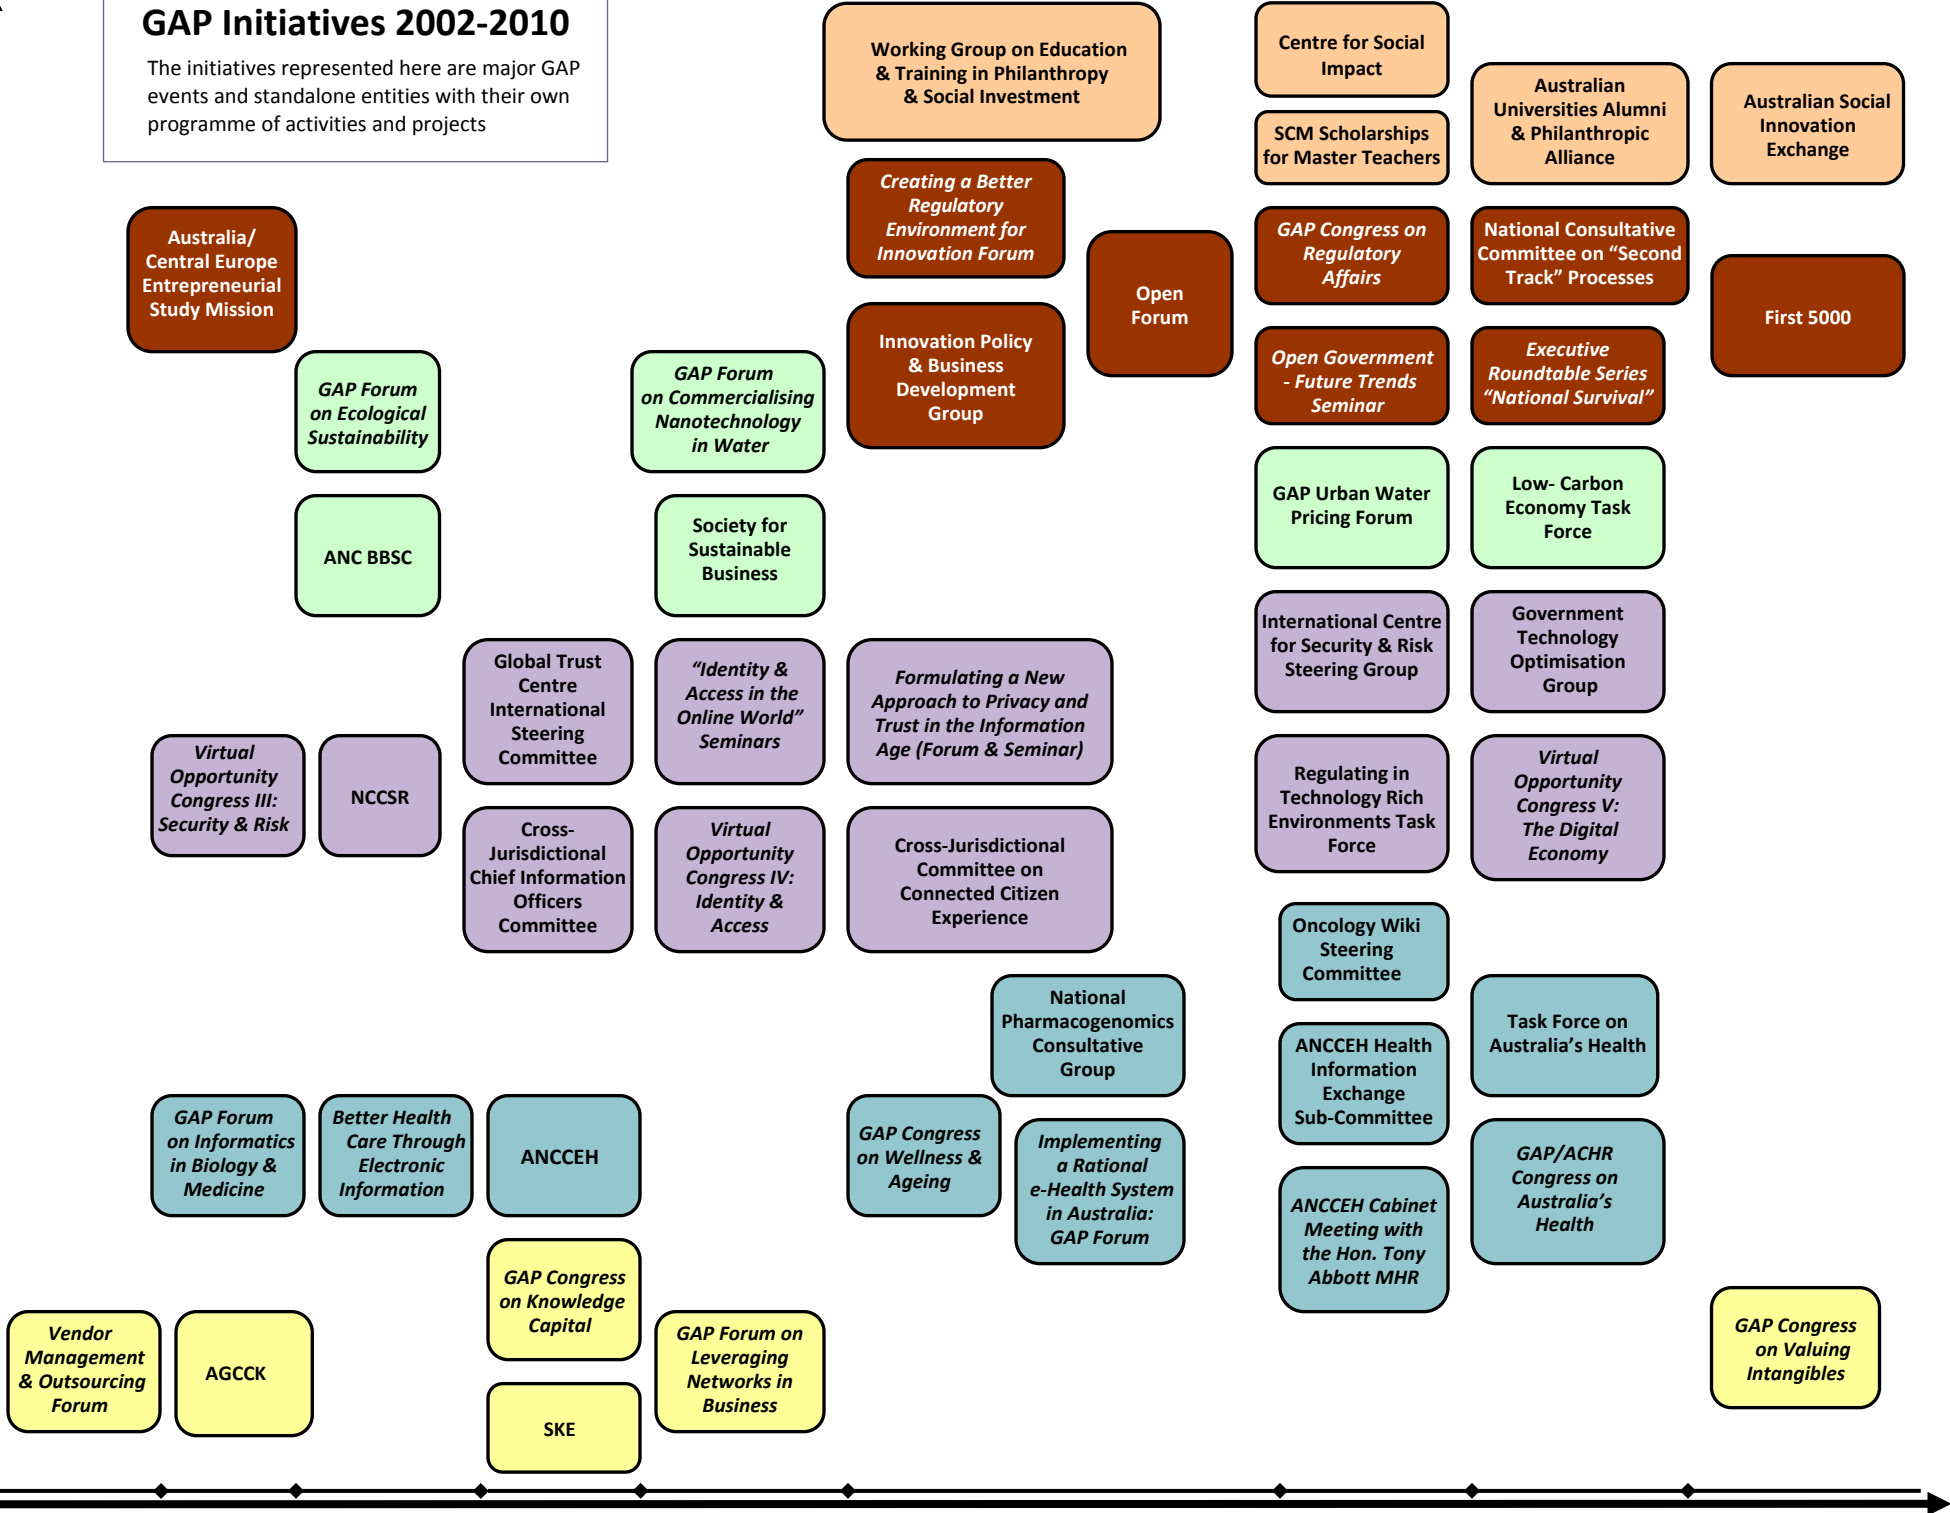 GAP Initiatives 2002-2010
The initiatives represented here are major GAP
events and standalone entities with their own
programme of activities and projects
Working Group on Education
& Training in Philanthropy
& Social Investment
Centre for Social
Impact
SCM Scholarships
for Master Teachers
Australian
Universities Alumni
& Philanthropic
Alliance
Australian Social
Innovation
Exchange
Australia/
Central Europe
Entrepreneurial
Study Mission
Creating a Better
Regulatory
Environment for
Innovation Forum
Innovation Policy
& Business
Development
Group
Open
Forum
GAP Congress on
Regulatory
Affairs
National Consultative
Committee on “Second
Track” Processes
Open Government
- Future Trends
Seminar
Executive
Roundtable Series
“National Survival”
First 5000
GAP Forum
on Ecological
Sustainability
GAP Forum
on Commercialising
Nanotechnology
in Water
ANC BBSC
Society for
Sustainable
Business
GAP Urban Water
Pricing Forum
Low- Carbon
Economy Task
Force
Virtual
Opportunity
Congress III:
Security & Risk
NCCSR
Global Trust
Centre
International
Steering
Committee
“Identity &
Access in the
Online World”
Seminars
Formulating a New
Approach to Privacy and
Trust in the Information
Age (Forum & Seminar)
International Centre
for Security & Risk
Steering Group
Government
Technology
Optimisation
Group
Cross-
Jurisdictional
Chief Information
Officers
Committee
Virtual
Opportunity
Congress IV:
Identity &
Access
Cross-Jurisdictional
Committee on
Connected Citizen
Experience
Regulating in
Technology Rich
Environments Task
Force
Virtual
Opportunity
Congress V:
The Digital
Economy
GAP Forum
on Informatics
in Biology &
Medicine
Better Health
Care Through
Electronic
Information
ANCCEH
GAP Congress
on Wellness &
Ageing
National
Pharmacogenomics
Consultative
Group
Implementing
a Rational
e-Health System
in Australia:
GAP Forum
Oncology Wiki
Steering
Committee
ANCCEH Health
Information
Exchange
Sub-Committee
ANCCEH Cabinet
Meeting with
the Hon. Tony
Abbott MHR
Task Force on
Australia’s Health
GAP/ACHR
Congress on
Australia’s
Health
Vendor
Management
& Outsourcing
Forum
AGCCK
GAP Congress
on Knowledge
Capital
SKE
GAP Forum on
Leveraging
Networks in
Business
GAP Congress
on Valuing
Intangibles